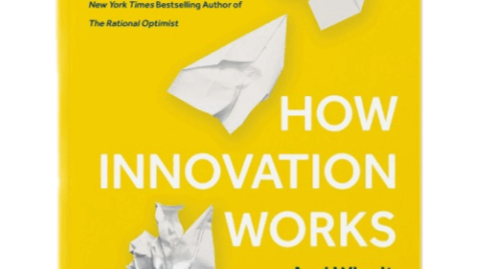 New York Times Bestselling Author of
The Rational Optimist
HOW
INNOVATION
WORKS